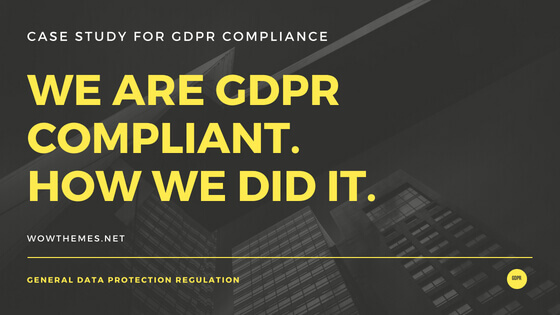 CASE STUDY FOR GDPR COMPLIANCE
WE ARE GDPR
COMPLIANT.
HOW WE DID IT.
WOWTHEMES.NET
GENERAL DATA PROTECTION REGULATION
GDPR